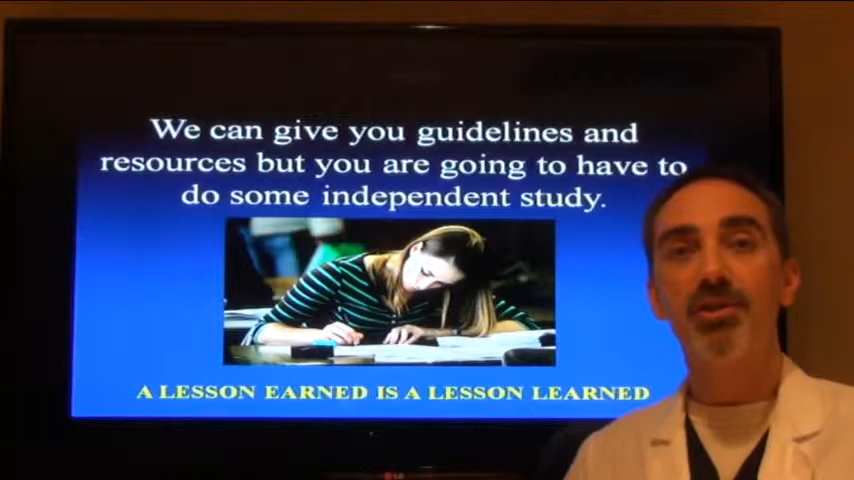 We can give you guidelines and
resources but you are going to have to
do some independent study.
A LESSON EARNED IS A LESSON LEARNED
LG